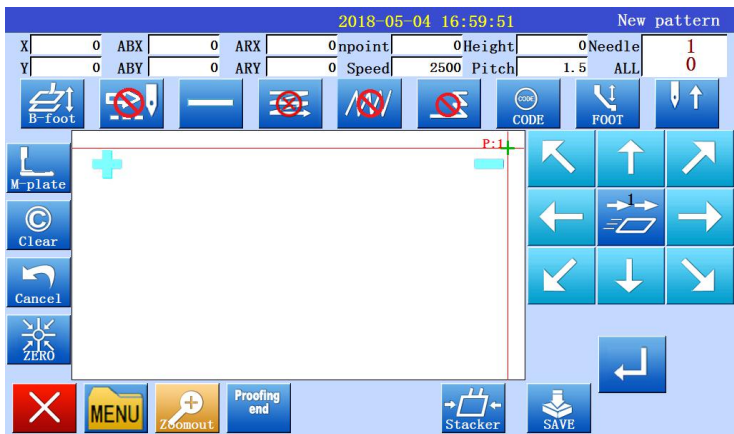 2018-05-04 16:59:51 New pattern
X 0 ABX 0 ARX 0 npoint 0 Height 0 Needle 1
Y 0 ABY 0 ARY 0 Speed 2500 Pitch 1.5 ALL 0
B-foot
CODE
CODE
FOOT
P:1
M-plate
1
Clear
Cancel
ZERO
MENU
Zoomout
Proofing
end
Stacker
SAVE